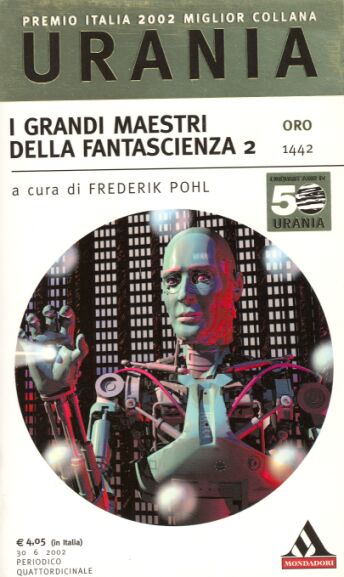 PREMIO ITALIA 2002 MIGLIOR COLLANA
URANIA
I GRANDI MAESTRI
DELLA FANTASCIENZA 2
ORO
1442
a cura di FREDERIK POHL
50
URANIA
€ 4,05 (in Italia)
30 6 2002
PERIODICO
QUATTORDICINALE
MONDADORI